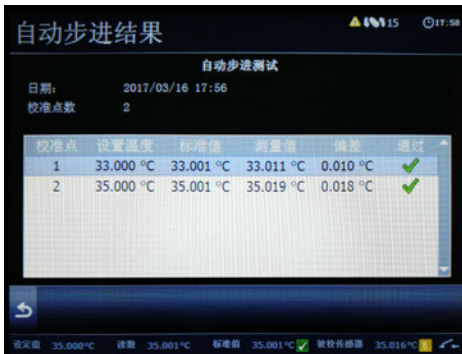 自动步进结果 15 17:58
自动步进测试
日期: 2017/03/16 17:56
校准点数 2
校准点 设置温度 标准值 测量值 偏差 通过
1 33.000 °C 33.001 °C 33.011 °C 0.010 °C
2 35.000 °C 35.001 °C 35.019 °C 0.018 °C
设定值 35.000°C 读数 35.001°C 标准值 35.001°C 被校传感器 35.016°C